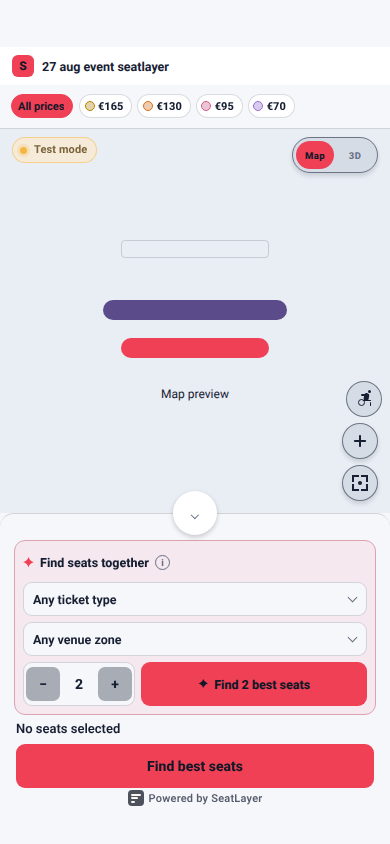 S 27 aug event seatlayer
All prices €165 €130 €95 €70
Test mode
Map 3D
Map preview
Find seats together i
Any ticket type
Any venue zone
− 2 + Find 2 best seats
No seats selected
Find best seats
Powered by SeatLayer